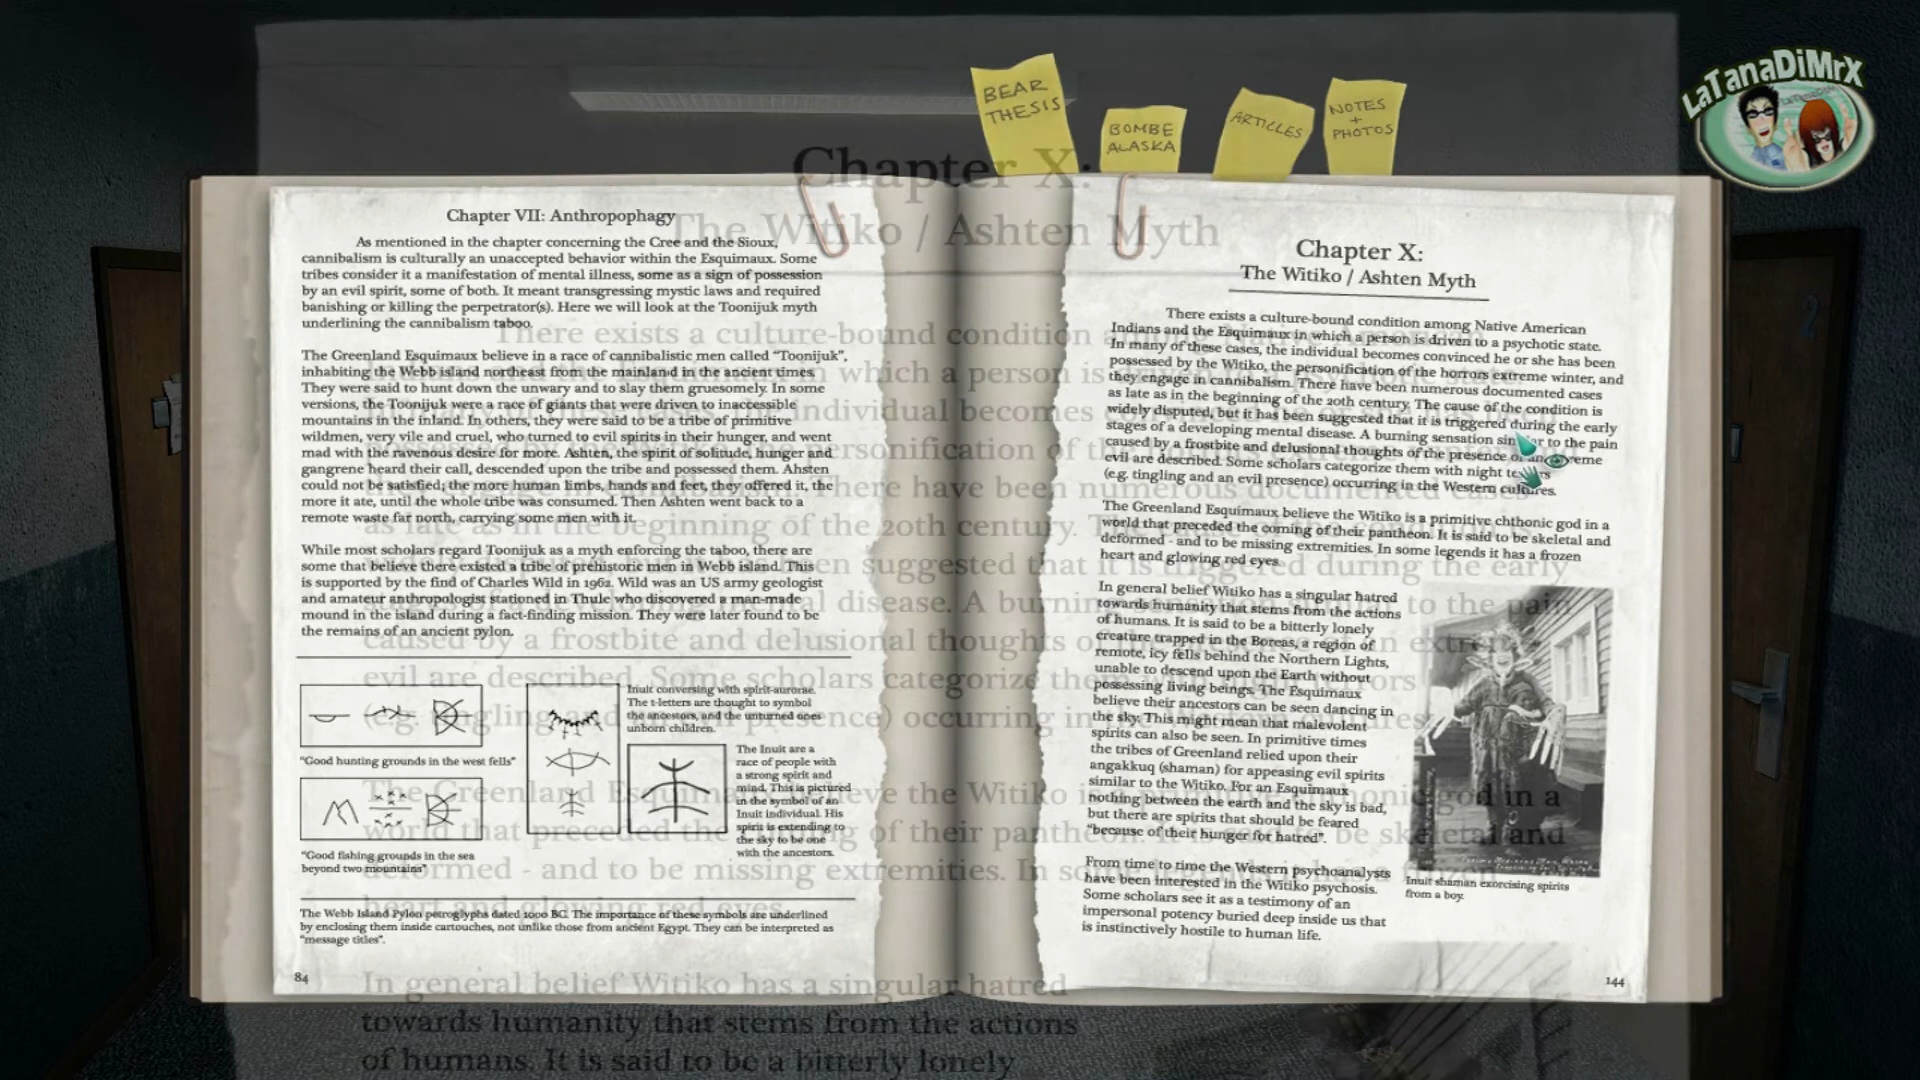 BEAR
THESIS
BOMBE
ALASKA
ARTICLES
NOTES
+
PHOTOS
LaTanaDiMrX
Chapter VII: Anthropophagy
As mentioned in the chapter concerning the Cree and the Sioux,
cannibalism is culturally an unaccepted behavior within the Esquimaux. Some
tribes consider it a manifestation of mental illness, some as a sign of possession
by an evil spirit, some of both. It meant transgressing mystic laws and required
banishing or killing the perpetrator(s). Here we will look at the Toonijuk myth
underlining the cannibalism taboo.
The Greenland Esquimaux believe in a race of cannibalistic men called "Toonijuk",
inhabiting the Webb island northeast from the mainland in the ancient times.
They were said to hunt down the unwary and to slay them gruesomely. In some
versions, the Toonijuk were a race of giants that were driven to inaccessible
mountains in the inland. In others, they were said to be a tribe of primitive
wildmen, very vile and cruel, who turned to evil spirits in their hunger, and went
mad with the ravenous desire for more. Ashten, the spirit of solitude, hunger and
gangrene heard their call, descended upon the tribe and possessed them. Ahsten
could not be satisfied; the more human limbs, hands and feet, they offered it, the
more it ate, until the whole tribe was consumed. Then Ashten went back to a
remote waste far north, carrying some men with it.
While most scholars regard Toonijuk as a myth enforcing the taboo, there are
some that believe there existed a tribe of prehistoric men in Webb island. This
is supported by the find of Charles Wild in 1962. Wild was an US army geologist
and amateur anthropologist stationed in Thule who discovered a man-made
mound in the island during a fact-finding mission. They were later found to be
the remains of an ancient pylon.
"Good hunting grounds in the west fells"
"Good fishing grounds in the sea
beyond two mountains"
Inuit conversing with spirit-aurorae.
The t-letters are thought to symbol
the ancestors, and the unturned ones
unborn children.
The Inuit are a
race of people with
a strong spirit and
mind. This is pictured
in the symbol of an
Inuit individual. His
spirit is extending to
the sky to be one
with the ancestors.
The Webb Island Pylon petroglyphs dated 1000 BC. The importance of these symbols are underlined
by enclosing them inside cartouches, not unlike those from ancient Egypt. They can be interpreted as
"message titles".
84
Chapter X:
The Witiko / Ashten Myth
There exists a culture-bound condition among Native American
Indians and the Esquimaux in which a person is driven to a psychotic state.
In many of these cases, the individual becomes convinced he or she has been
possessed by the Witiko, the personification of the horrors extreme winter, and
they engage in cannibalism. There have been numerous documented cases
as late as in the beginning of the 20th century. The cause of the condition is
widely disputed, but it has been suggested that it is triggered during the early
stages of a developing mental disease. A burning sensation to the pain
caused by a frostbite and delusional thoughts of the presence of an
evil are described. Some scholars categorize them with night
(e.g. tingling and an evil presence) occurring in the Western cultures.
The Greenland Esquimaux believe the Witiko is a primitive chthonic god in a
world that preceded the coming of their pantheon. It is said to be skeletal and
deformed - and to be missing extremities. In some legends it has a frozen
heart and glowing red eyes.
In general belief Witiko has a singular hatred
towards humanity that stems from the actions
of humans. It is said to be a bitterly lonely
creature trapped in the Boreas, a region of
remote, icy fells behind the Northern Lights,
unable to descend upon the Earth without
possessing living beings. The Esquimaux
believe their ancestors can be seen dancing in
the sky. This might mean that malevolent
spirits can also be seen. In primitive times
the tribes of Greenland relied upon their
angakkuq (shaman) for appeasing evil spirits
similar to the Witiko. For an Esquimaux
nothing between the earth and the sky is bad,
but there are spirits that should be feared
"because of their hunger for hatred".
From time to time the Western psychoanalysts
have been interested in the Witiko psychosis.
Some scholars see it as a testimony of an
impersonal potency buried deep inside us that
is instinctively hostile to human life.
Inuit shaman exorcising spirits
from a boy.
144
Chapter X:
The Witiko / Ashten Myth
In general belief Witiko has a singular hatred
towards humanity that stems from the actions
of humans. It is said to be a bitterly lonely